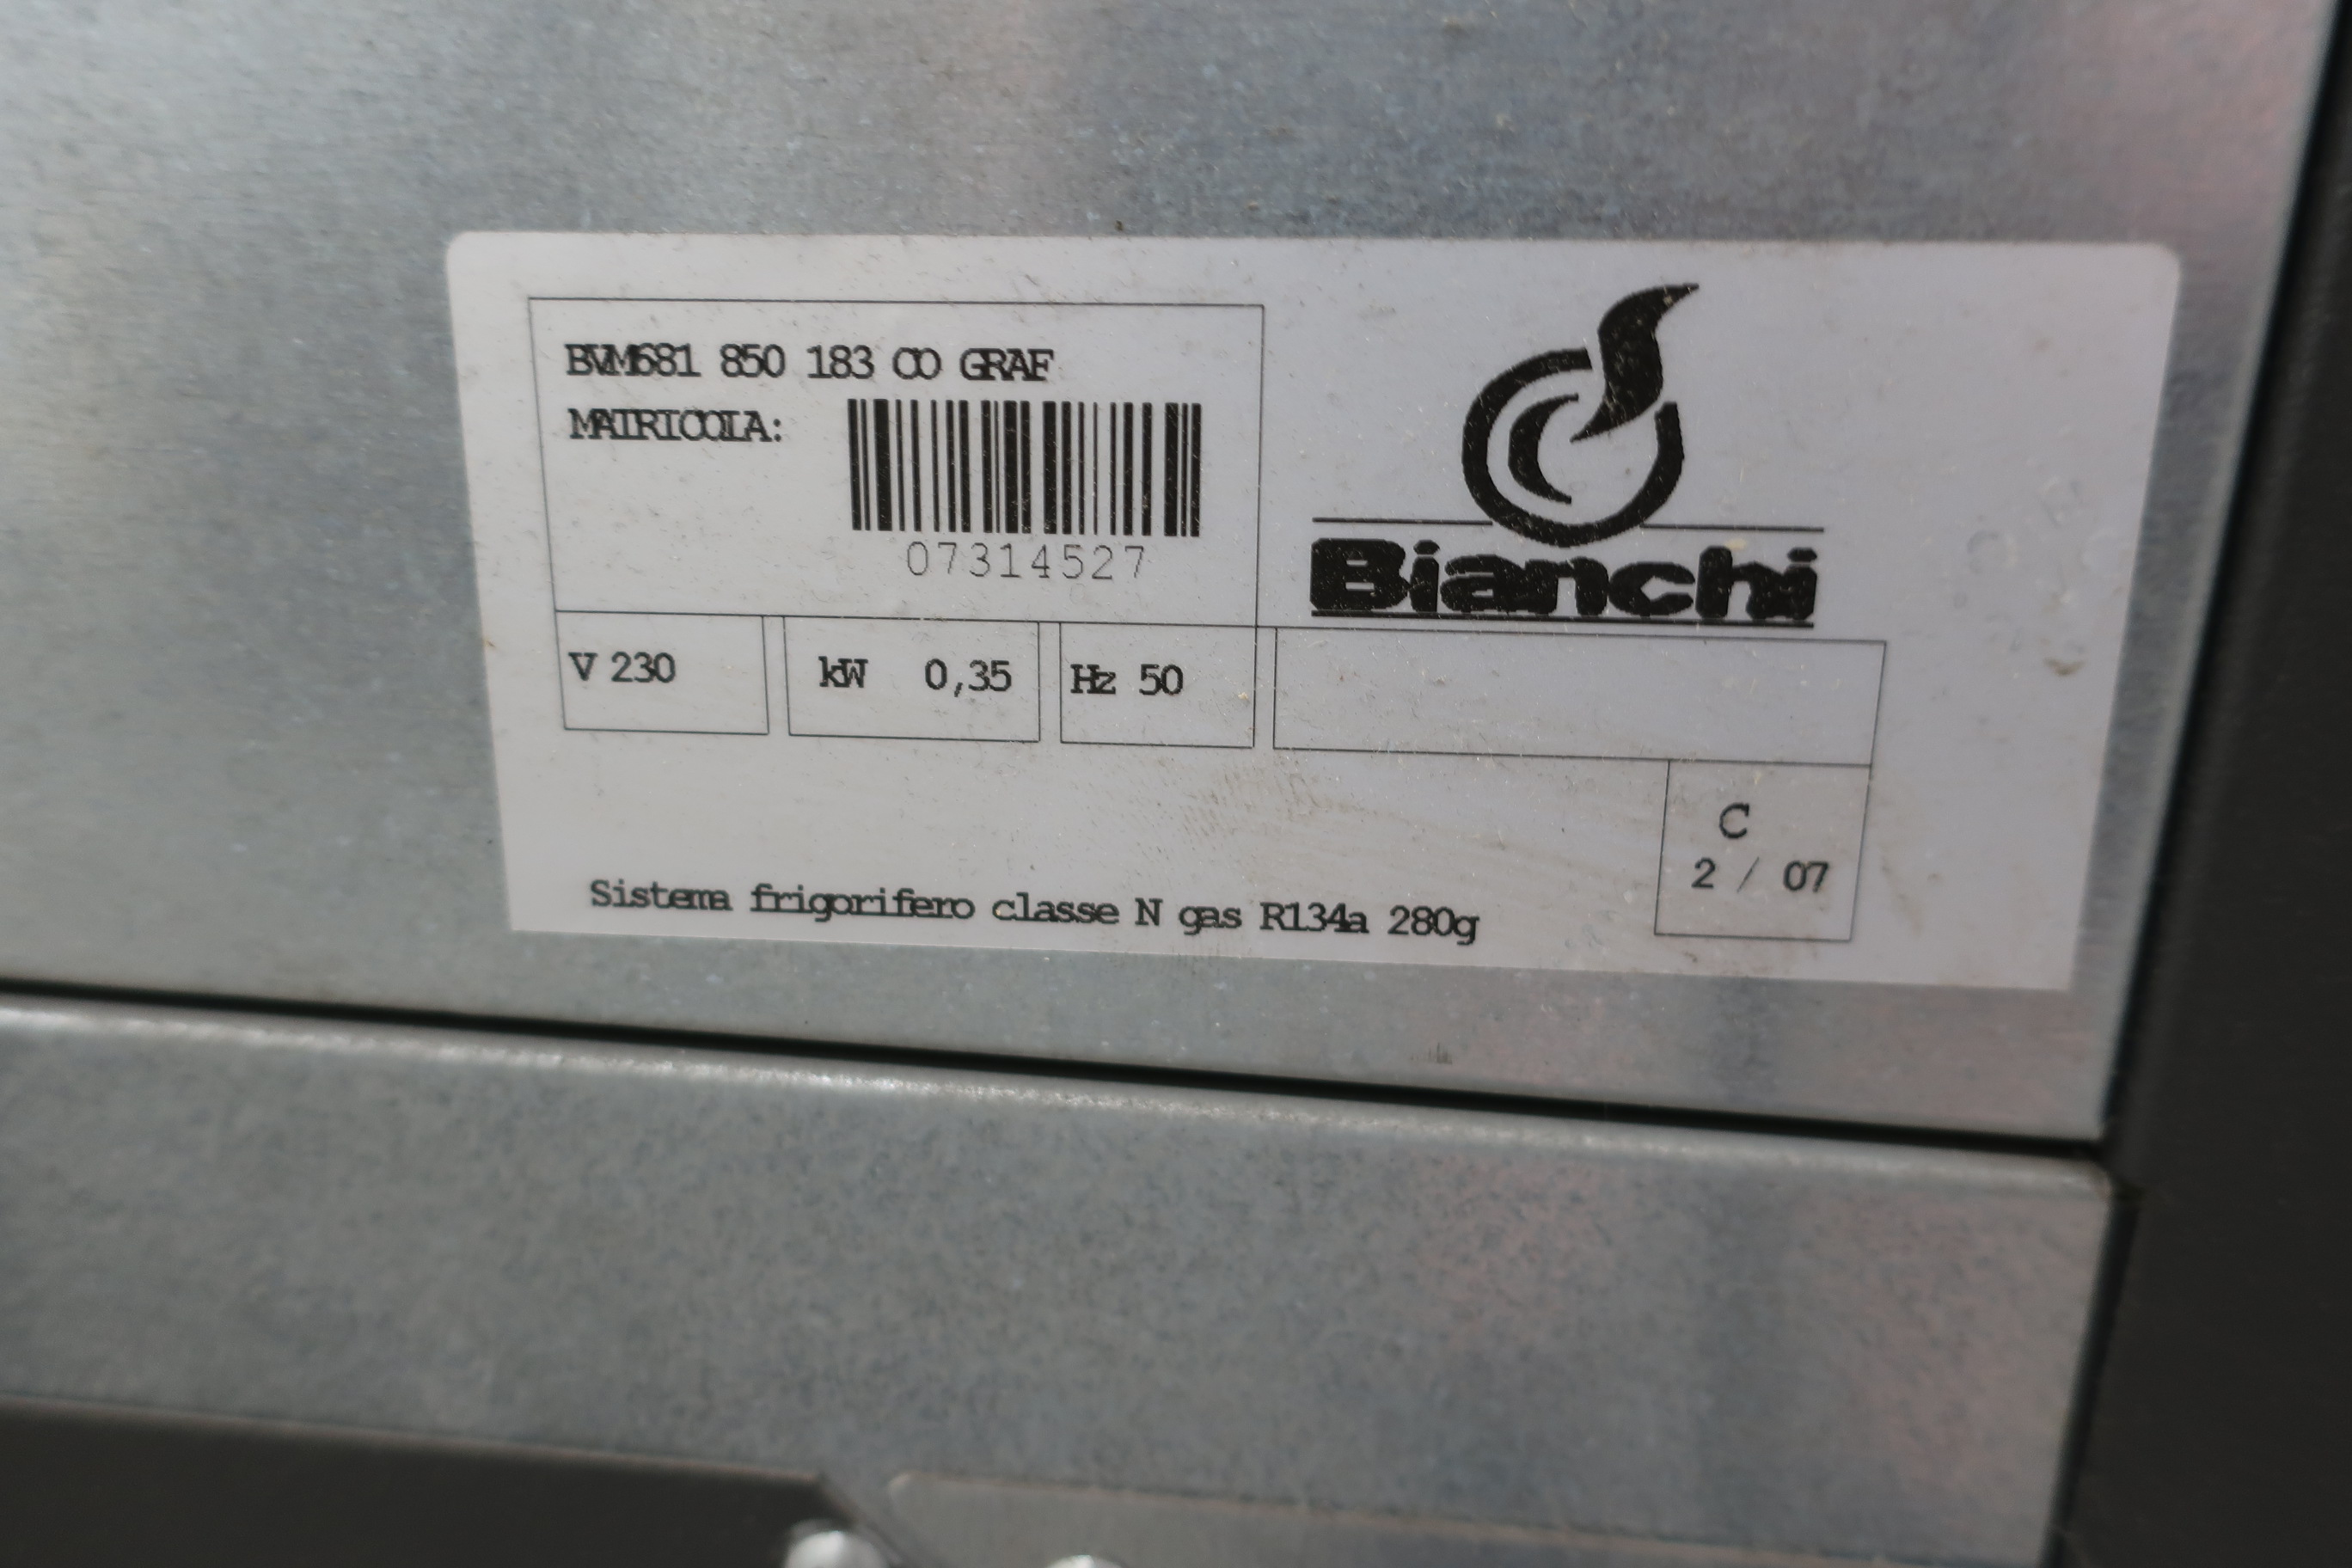 BVM681 850 183 CO GRAF
MATRICOLA:
07314527
Bianchi
V 230
kW 0,35
Hz 50
C
2 / 07
Sistema frigorifero classe N gas R134a 280g